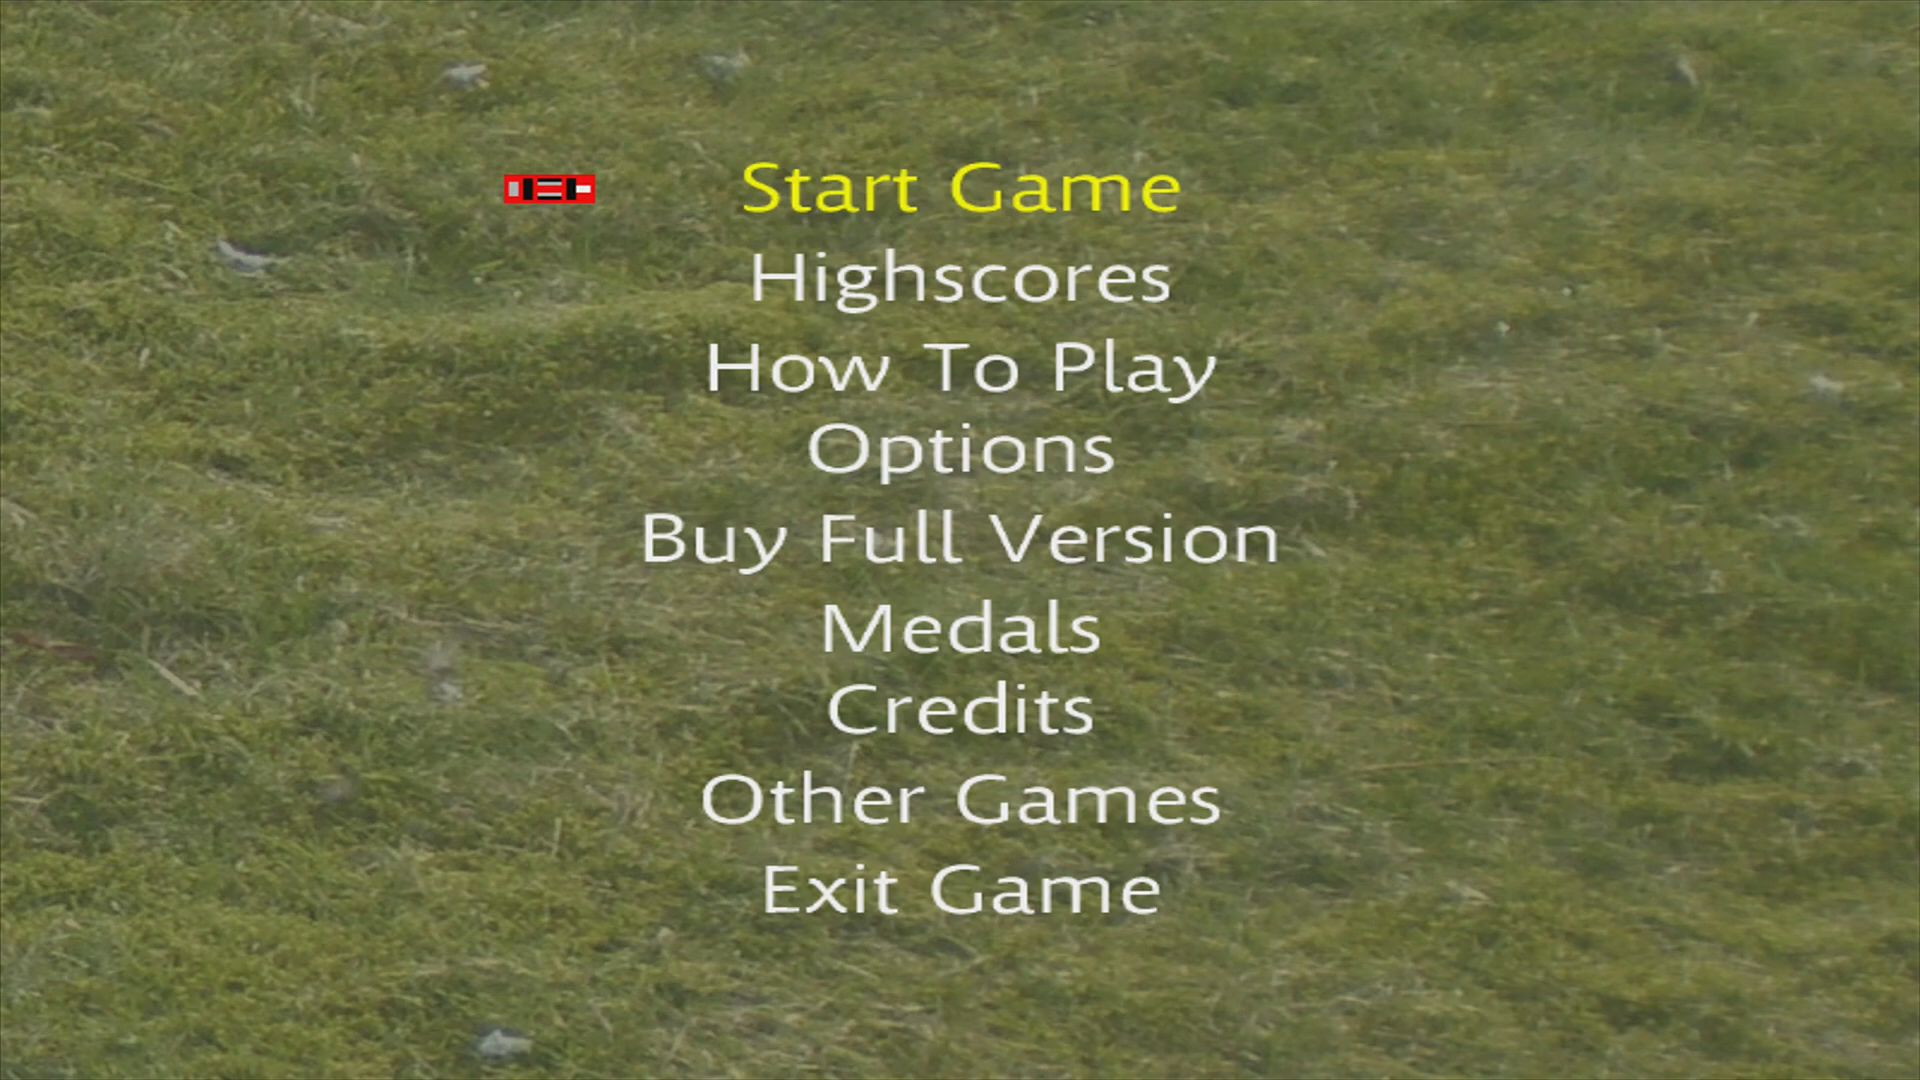 Start Game
Highscores
How To Play
Options
Buy Full Version
Medals
Credits
Other Games
Exit Game